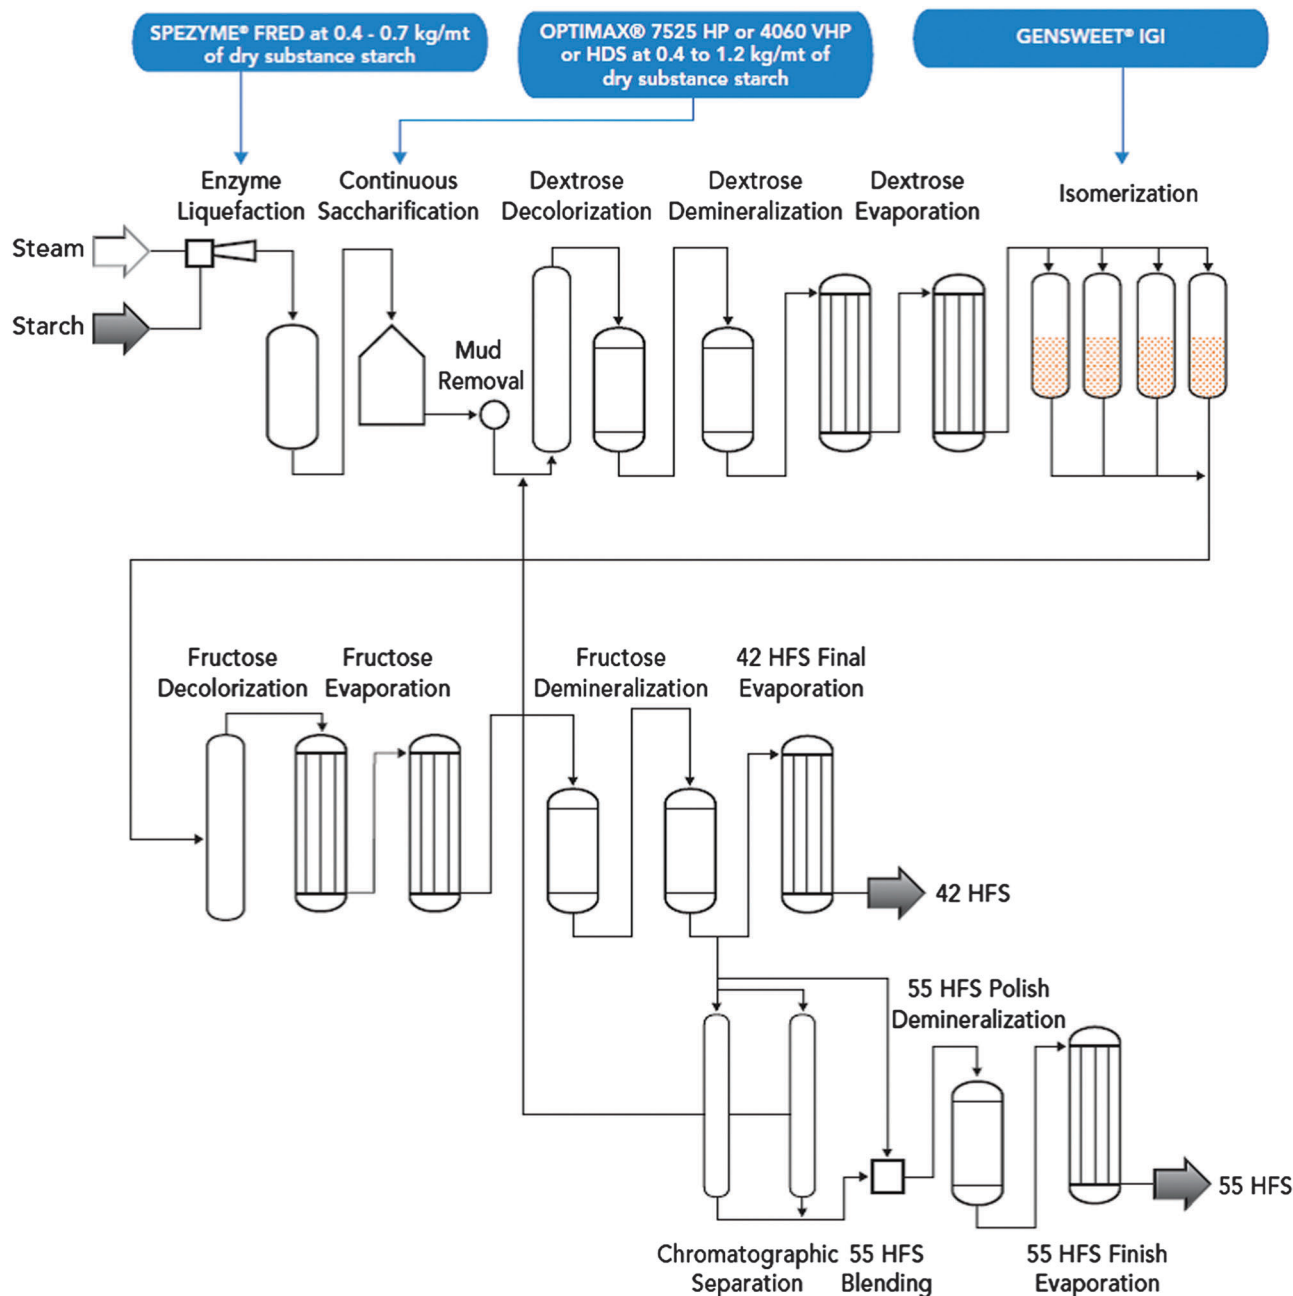 SPEZYME® FRED at 0.4 - 0.7 kg/mt
of dry substance starch
OPTIMAX® 7525 HP or 4060 VHP
or HDS at 0.4 to 1.2 kg/mt of
dry substance starch
GENSWEET® IGI
Enzyme
Liquefaction
Continuous
Saccharification
Dextrose
Decolorization
Dextrose
Demineralization
Dextrose
Evaporation
Isomerization
Steam
Starch
Mud
Removal
Fructose
Decolorization
Fructose
Evaporation
Fructose
Demineralization
42 HFS Final
Evaporation
42 HFS
55 HFS Polish
Demineralization
55 HFS
Chromatographic
Separation
55 HFS
Blending
55 HFS Finish
Evaporation